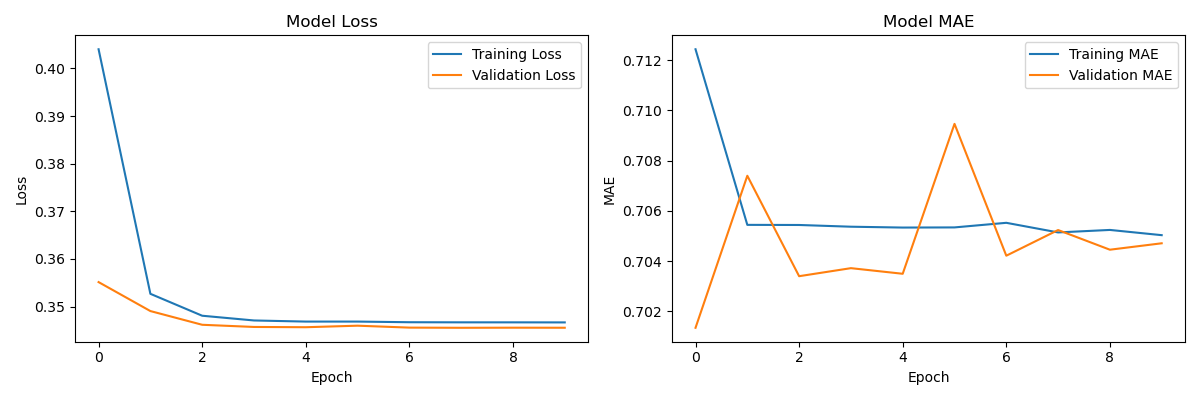 Model Loss
Training Loss
Validation Loss
0.40
0.39
0.38
0.37
0.36
0.35
Loss
0 2 4 6 8
Epoch
Model MAE
Training MAE
Validation MAE
0.712
0.710
0.708
0.706
0.704
0.702
MAE
0 2 4 6 8
Epoch